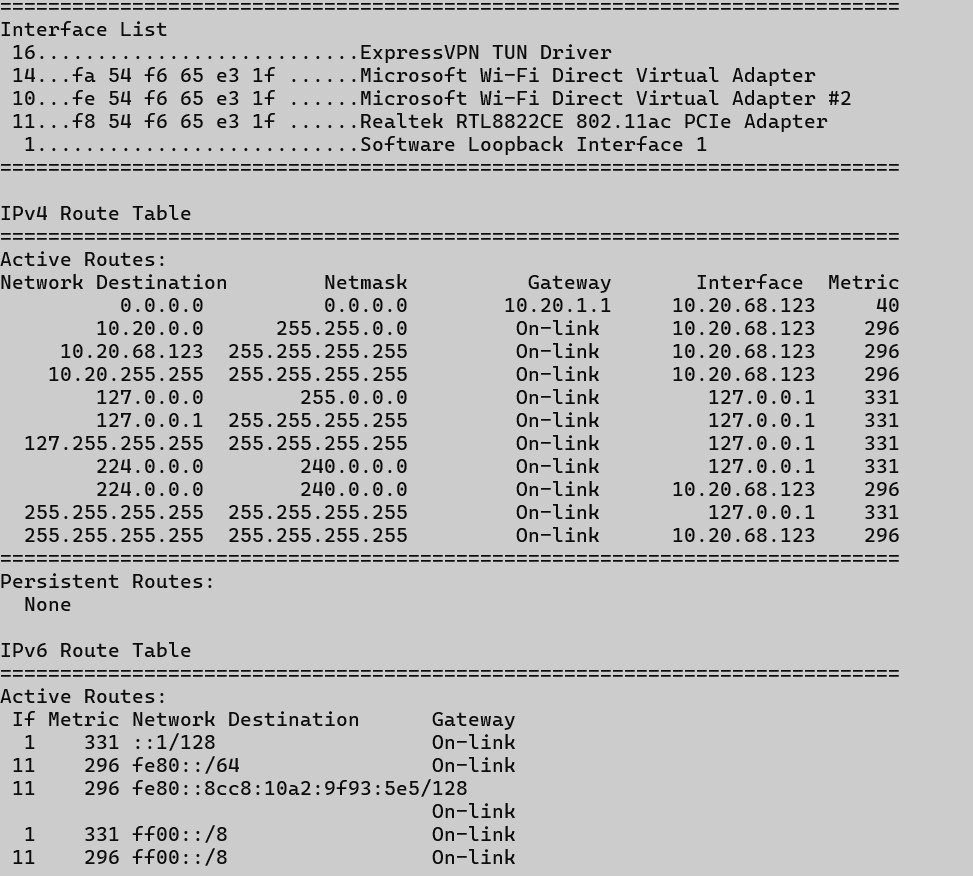 ===========================================================================
Interface List
 16...........................ExpressVPN TUN Driver
 14...fa 54 f6 65 e3 1f ......Microsoft Wi-Fi Direct Virtual Adapter
 10...fe 54 f6 65 e3 1f ......Microsoft Wi-Fi Direct Virtual Adapter #2
 11...f8 54 f6 65 e3 1f ......Realtek RTL8822CE 802.11ac PCIe Adapter
  1...........................Software Loopback Interface 1
===========================================================================

IPv4 Route Table
===========================================================================
Active Routes:
Network Destination        Netmask          Gateway       Interface  Metric
          0.0.0.0          0.0.0.0        10.20.1.1     10.20.68.123     40
        10.20.0.0      255.255.0.0         On-link      10.20.68.123    296
     10.20.68.123  255.255.255.255         On-link      10.20.68.123    296
    10.20.255.255  255.255.255.255         On-link      10.20.68.123    296
        127.0.0.0        255.0.0.0         On-link         127.0.0.1    331
        127.0.0.1  255.255.255.255         On-link         127.0.0.1    331
  127.255.255.255  255.255.255.255         On-link         127.0.0.1    331
        224.0.0.0        240.0.0.0         On-link         127.0.0.1    331
        224.0.0.0        240.0.0.0         On-link      10.20.68.123    296
  255.255.255.255  255.255.255.255         On-link         127.0.0.1    331
  255.255.255.255  255.255.255.255         On-link      10.20.68.123    296
===========================================================================
Persistent Routes:
  None

IPv6 Route Table
===========================================================================
Active Routes:
 If Metric Network Destination      Gateway
  1    331 ::1/128                  On-link
 11    296 fe80::/64                On-link
 11    296 fe80::8cc8:10a2:9f93:5e5/128
                                    On-link
  1    331 ff00::/8                 On-link
 11    296 ff00::/8                 On-link